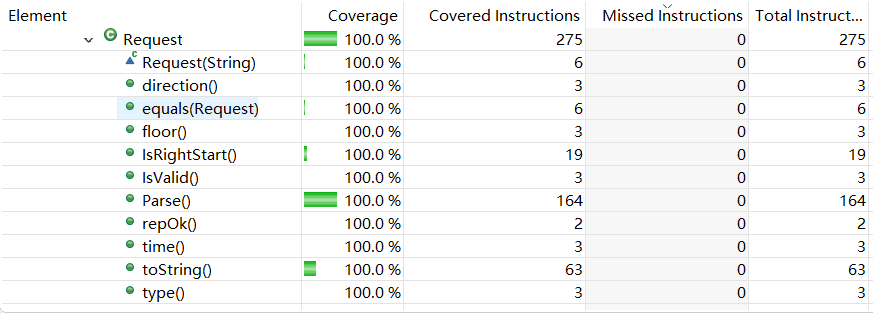 Element Coverage Covered Instructions Missed Instructions Total Instruct...
C Request 100.0 % 275 0 275
C Request(String) 100.0 % 6 0 6
direction() 100.0 % 3 0 3
equals(Request) 100.0 % 6 0 6
floor() 100.0 % 3 0 3
IsRightStart() 100.0 % 19 0 19
IsValid() 100.0 % 3 0 3
Parse() 100.0 % 164 0 164
repOk() 100.0 % 2 0 2
time() 100.0 % 3 0 3
toString() 100.0 % 63 0 63
type() 100.0 % 3 0 3